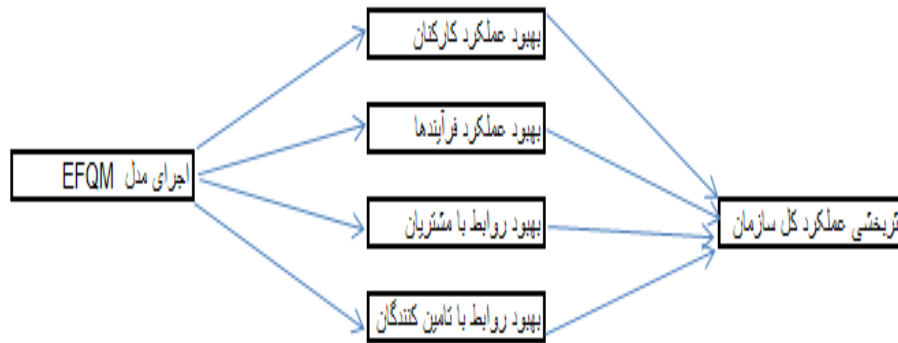 بهبود عملکرد کارکنان
بهبود عملکرد فرآیندها
اجرای مدل EFQM
بهبود روابط با مشتریان
عملکرد کل سازمان
بهبود روابط با تامین کنندگان